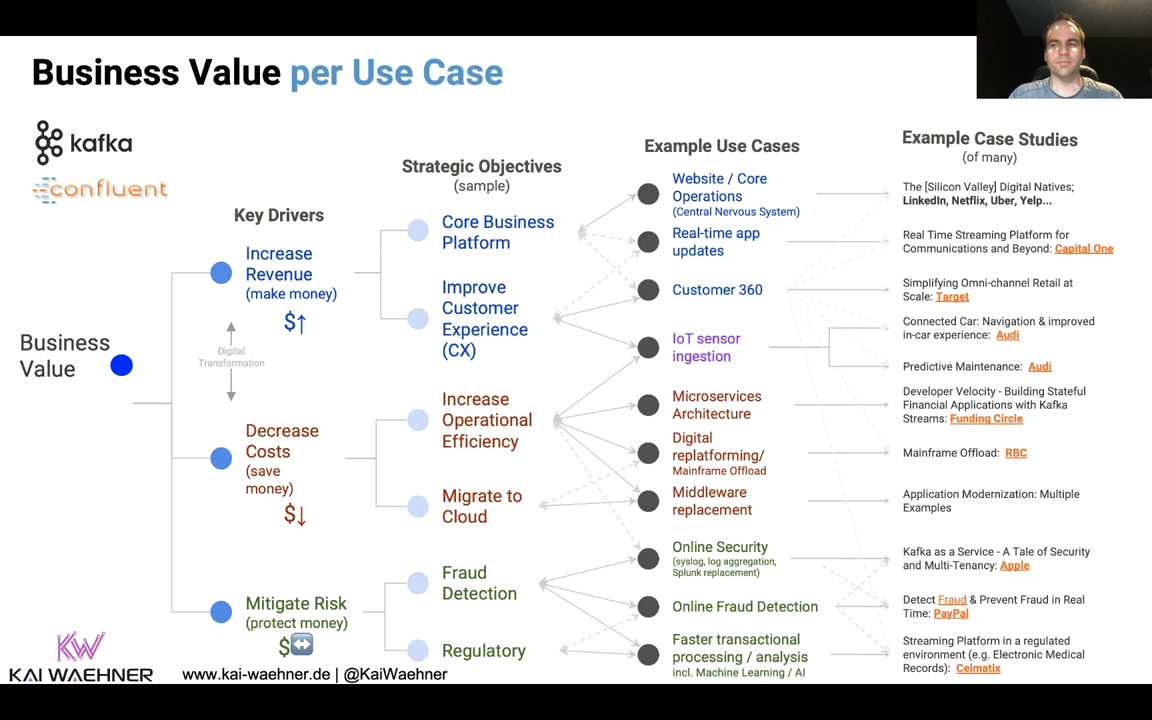 Business Value per Use Case
kafka
confluent
Key Drivers
Strategic Objectives
(sample)
Example Use Cases
Example Case Studies
(of many)
Business
Value
Increase
Revenue
(make money)
$↑
Digital
Transformation
Decrease
Costs
(save
money)
$↓
Mitigate Risk
(protect money)
$↔
Core Business
Platform
Improve
Customer
Experience
(CX)
Increase
Operational
Efficiency
Migrate to
Cloud
Fraud
Detection
Regulatory
Website / Core
Operations
(Central Nervous System)
Real-time app
updates
Customer 360
IoT sensor
ingestion
Microservices
Architecture
Digital
replatforming/
Mainframe Offload
Middleware
replacement
Online Security
(syslog, log aggregation,
Splunk replacement)
Online Fraud Detection
Faster transactional
processing / analysis
incl. Machine Learning / AI
The [Silicon Valley] Digital Natives;
LinkedIn, Netflix, Uber, Yelp...
Real Time Streaming Platform for
Communications and Beyond: Capital One
Simplifying Omni-channel Retail at
Scale: Target
Connected Car: Navigation & improved
in-car experience: Audi
Predictive Maintenance: Audi
Developer Velocity - Building Stateful
Financial Applications with Kafka
Streams: Funding Circle
Mainframe Offload: RBC
Application Modernization: Multiple
Examples
Kafka as a Service - A Tale of Security
and Multi-Tenancy: Apple
Detect Fraud & Prevent Fraud in Real
Time: PayPal
Streaming Platform in a regulated
environment (e.g. Electronic Medical
Records): Celmatix
KW
KAI WAEHNER
www.kai-waehner.de | @KaiWaehner